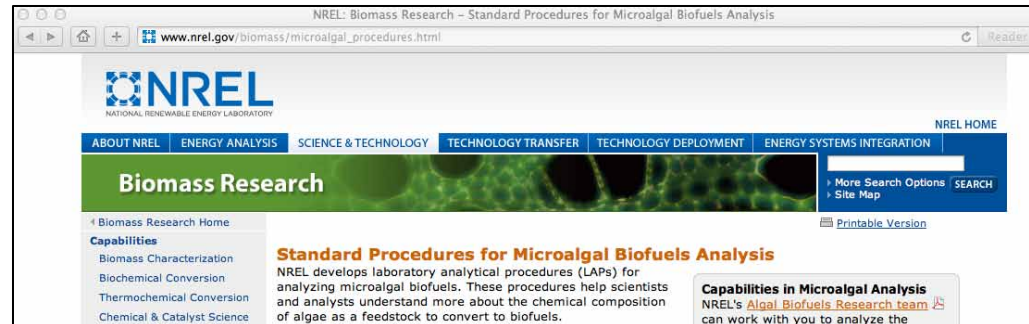 NREL: Biomass Research – Standard Procedures for Microalgal Biofuels Analysis
www.nrel.gov/biomass/microalgal_procedures.html
Reader
NREL
NATIONAL RENEWABLE ENERGY LABORATORY
NREL HOME
ABOUT NREL ENERGY ANALYSIS SCIENCE & TECHNOLOGY TECHNOLOGY TRANSFER TECHNOLOGY DEPLOYMENT ENERGY SYSTEMS INTEGRATION
Biomass Research
More Search Options SEARCH
Site Map
Biomass Research Home
Printable Version
Capabilities
Biomass Characterization
Biochemical Conversion
Thermochemical Conversion
Chemical & Catalyst Science
Standard Procedures for Microalgal Biofuels Analysis
NREL develops laboratory analytical procedures (LAPs) for
analyzing microalgal biofuels. These procedures help scientists
and analysts understand more about the chemical composition
of algae as a feedstock to convert to biofuels.
Capabilities in Microalgal Analysis
NREL's Algal Biofuels Research team
can work with you to analyze the